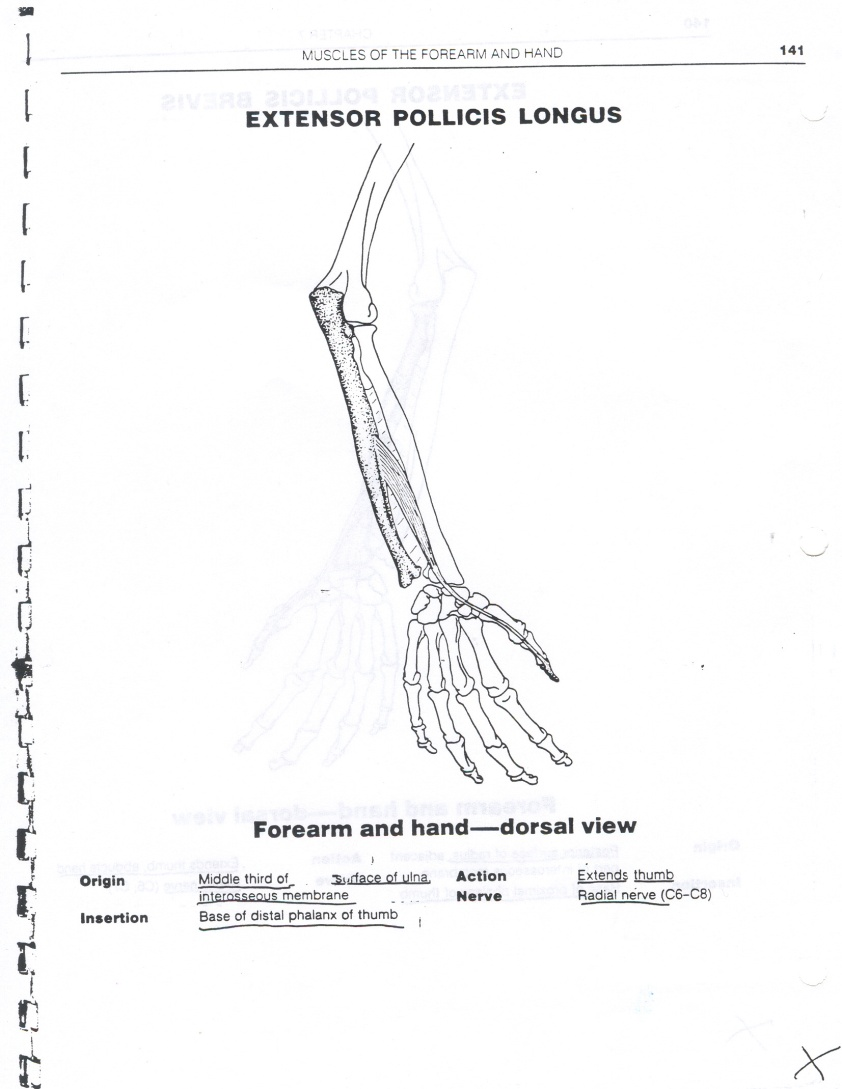 MUSCLES OF THE FOREARM AND HAND 141
EXTENSOR POLLICIS LONGUS
Forearm and hand—dorsal view
Origin Middle third of Surface of ulna, Action Extends thumb
interosseous membrane Nerve Radial nerve (C6-C8)
Insertion Base of distal phalanx of thumb